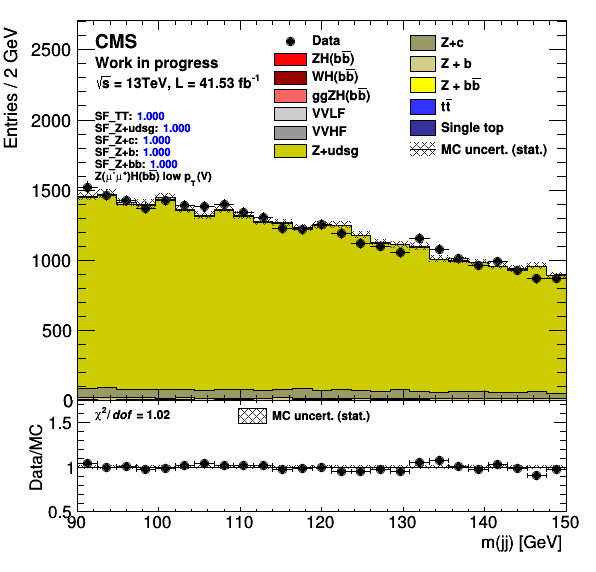 CMS
Work in progress
√s = 13TeV, L = 41.53 fb⁻¹
SF_TT: 1.000
SF_Z+udsg: 1.000
SF_Z+c: 1.000
SF_Z+b: 1.000
SF_Z+bb: 1.000
Z(μ⁻μ⁺)H(bb̅) low p_T(V)
Data
ZH(bb̅)
WH(bb̅)
ggZH(bb̅)
VVLF
VVHF
Z+udsg
Z+c
Z + b
Z + bb̅
tt̅
Single top
MC uncert. (stat.)
Entries / 2 GeV
2500
2000
1500
1000
500
0
χ²/dof = 1.02
MC uncert. (stat.)
Data/MC
1.5
1
0.5
90 100 110 120 130 140 150
m(jj) [GeV]